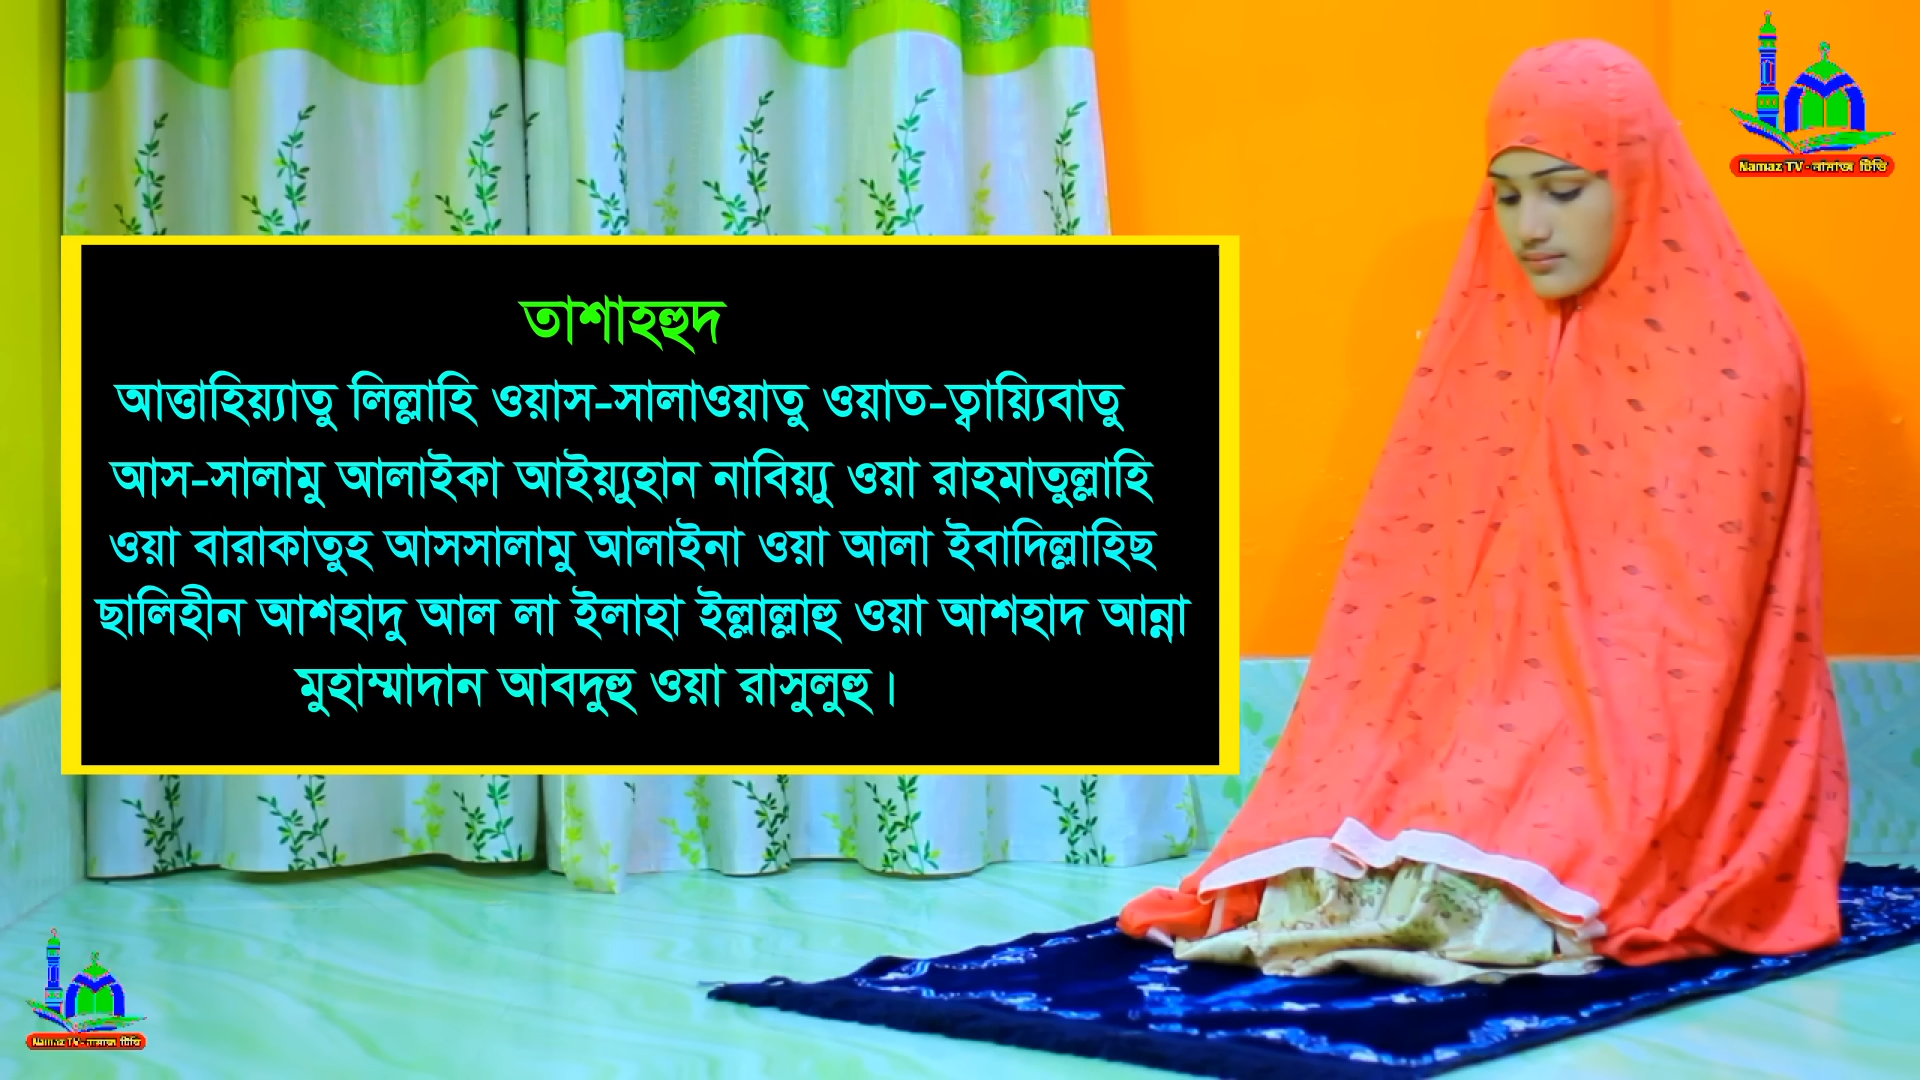 Namaz TV - নামাজ টিভি
তাশাহহুদ
আত্তাহিয়্যাতু লিল্লাহি ওয়াস-সালাওয়াতু ওয়াত-ত্বায়্যিবাতু
আস-সালামু আলাইকা আইয়্যুহান নাবিয়্যু ওয়া রাহমাতুল্লাহি
ওয়া বারাকাতুহ আসসালামু আলাইনা ওয়া আলা ইবাদিল্লাহিছ
ছালিহীন আশহাদু আল লা ইলাহা ইল্লাল্লাহু ওয়া আশহাদ আন্না
মুহাম্মাদান আবদুহু ওয়া রাসুলুহু।
Namaz TV - নামাজ টিভি